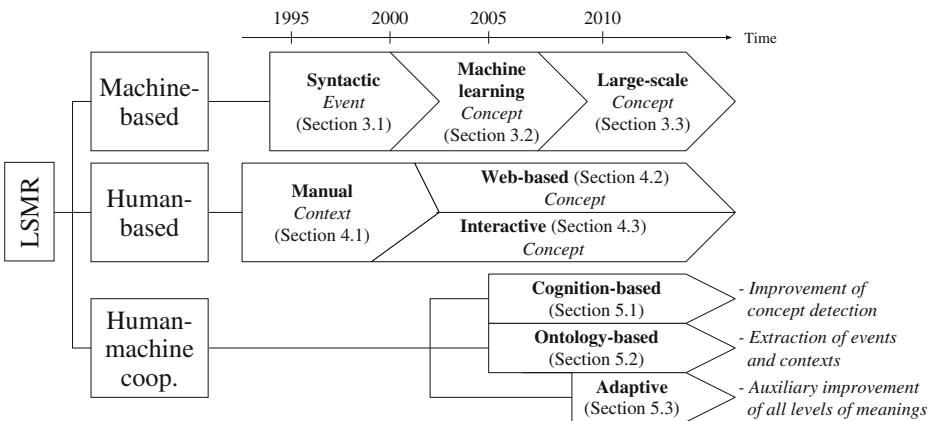 1995 2000 2005 2010
Time
LSMR
Machine-
based
Syntactic
Event
(Section 3.1)
Machine
learning
Concept
(Section 3.2)
Large-scale
Concept
(Section 3.3)
Human-
based
Manual
Context
(Section 4.1)
Web-based (Section 4.2)
Concept
Interactive (Section 4.3)
Concept
Human-
machine
coop.
Cognition-based
(Section 5.1)
- Improvement of
concept detection
Ontology-based
(Section 5.2)
- Extraction of events
and contexts
Adaptive
(Section 5.3)
- Auxiliary improvement
of all levels of meanings